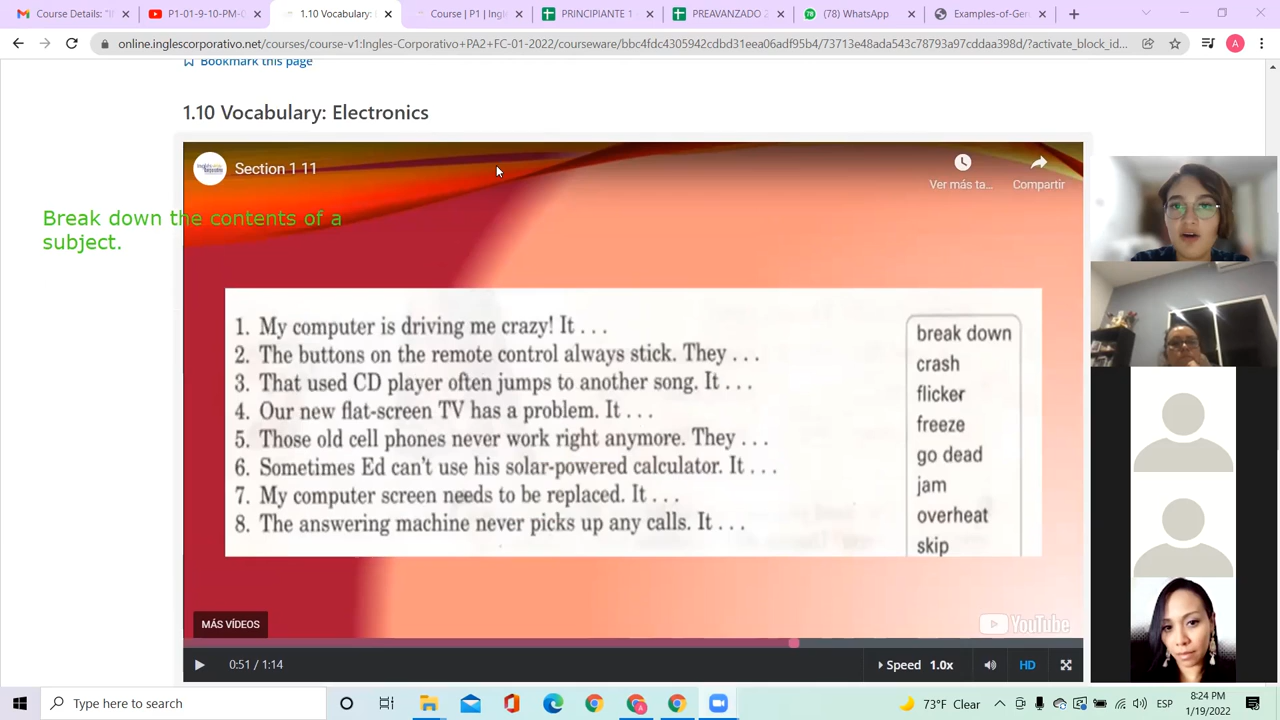 P1-01-9-10-PM-
1.10 Vocabulary:
Course | P1 | Ingle
PRINCIPIANTE 1
PREAVANZADO 2
(78) WhatsApp
Examples-of-Ger
online.inglescorporativo.net/courses/course-v1:Ingles-Corporativo+PA2+FC-01-2022/courseware/bbc4fdc4305942cdbd31eea06adf95b4/73713e48ada543c78793a97cddaa398d/?activate_block_id...
Bookmark this page
1.10 Vocabulary: Electronics
Section 1 11
Ver más ta...
Compartir
Break down the contents of a
subject.
1. My computer is driving me crazy! It . . .
2. The buttons on the remote control always stick. They . . .
3. That used CD player often jumps to another song. It . . .
4. Our new flat-screen TV has a problem. It . . .
5. Those old cell phones never work right anymore. They . . .
6. Sometimes Ed can't use his solar-powered calculator. It . . .
7. My computer screen needs to be replaced. It . . .
8. The answering machine never picks up any calls. It . . .
break down
crash
flicker
freeze
go dead
jam
overheat
skip
MÁS VÍDEOS
YouTube
0:51 / 1:14
Speed 1.0x
HD
Type here to search
73°F Clear
ESP
8:24 PM
1/19/2022